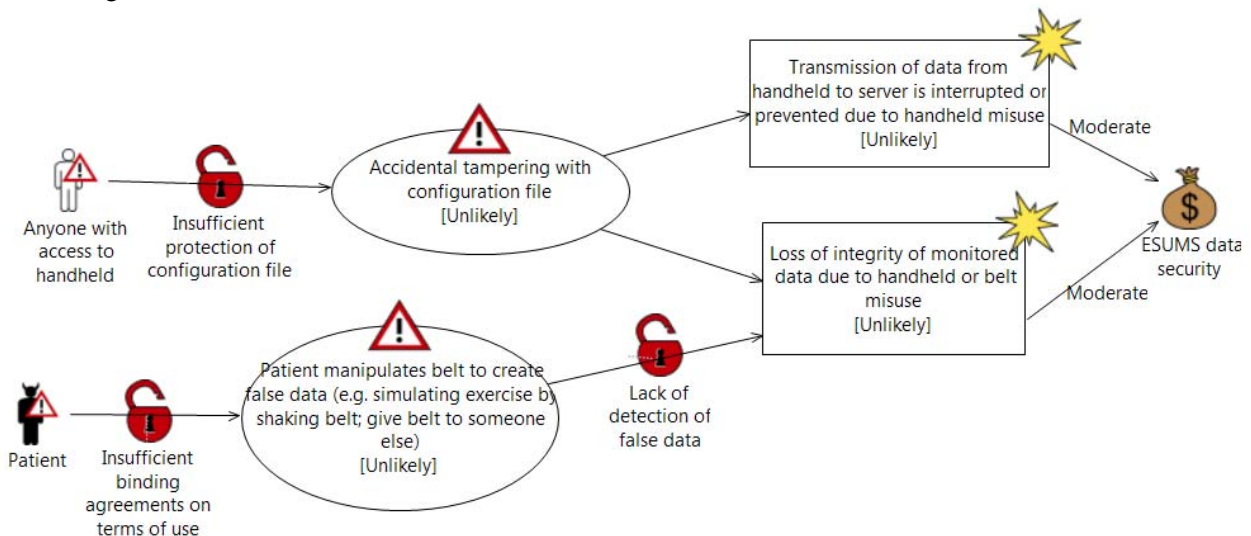 Transmission of data from
handheld to server is interrupted or
prevented due to handheld misuse
[Unlikely]
Moderate
Accidental tampering with
configuration file
[Unlikely]
Anyone with
access to
handheld
Insufficient
protection of
configuration file
$
ESUMS data
security
Loss of integrity of monitored
data due to handheld or belt
misuse
[Unlikely]
Moderate
Patient manipulates belt to create
false data (e.g. simulating exercise by
shaking belt; give belt to someone
else)
[Unlikely]
Lack of
detection of
false data
Patient
Insufficient
binding
agreements on
terms of use